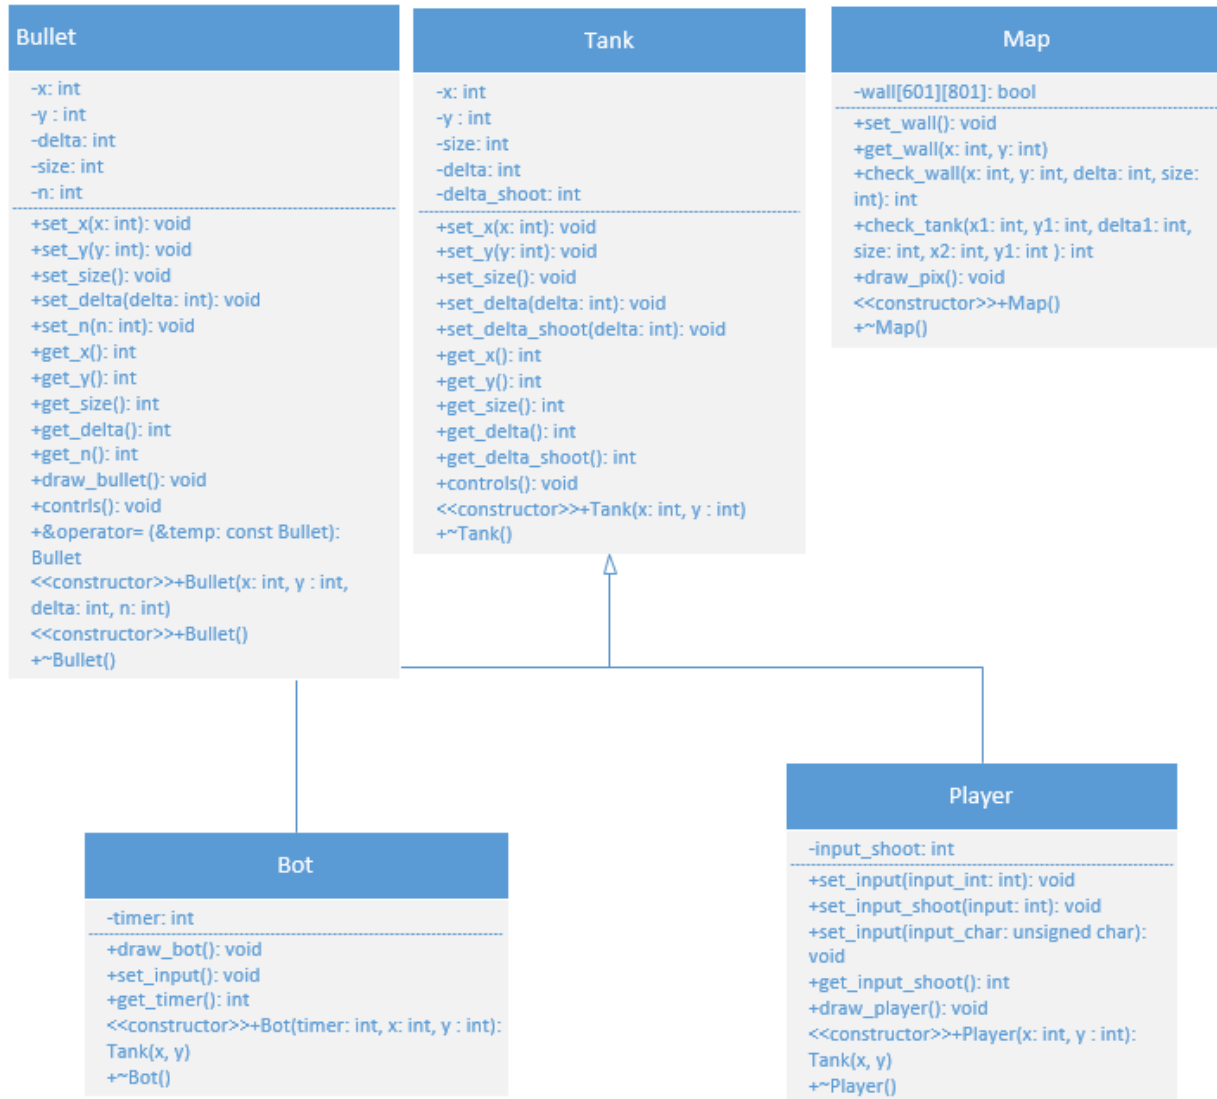 Bullet
-x: int
-y : int
-delta: int
-size: int
-n: int
+set_x(x: int): void
+set_y(y: int): void
+set_size(): void
+set_delta(delta: int): void
+set_n(n: int): void
+get_x(): int
+get_y(): int
+get_size(): int
+get_delta(): int
+get_n(): int
+draw_bullet(): void
+contrls(): void
+&operator= (&temp: const Bullet):
Bullet
<<constructor>>+Bullet(x: int, y : int,
delta: int, n: int)
<<constructor>>+Bullet()
+~Bullet()
Tank
-x: int
-y : int
-size: int
-delta: int
-delta_shoot: int
+set_x(x: int): void
+set_y(y: int): void
+set_size(): void
+set_delta(delta: int): void
+set_delta_shoot(delta: int): void
+get_x(): int
+get_y(): int
+get_size(): int
+get_delta(): int
+get_delta_shoot(): int
+controls(): void
<<constructor>>+Tank(x: int, y : int)
+~Tank()
Map
-wall[601][801]: bool
+set_wall(): void
+get_wall(x: int, y: int)
+check_wall(x: int, y: int, delta: int, size:
int): int
+check_tank(x1: int, y1: int, delta1: int,
size: int, x2: int, y1: int ): int
+draw_pix(): void
<<constructor>>+Map()
+~Map()
Bot
-timer: int
+draw_bot(): void
+set_input(): void
+get_timer(): int
<<constructor>>+Bot(timer: int, x: int, y : int):
Tank(x, y)
+~Bot()
Player
-input_shoot: int
+set_input(input_int: int): void
+set_input_shoot(input: int): void
+set_input(input_char: unsigned char):
void
+get_input_shoot(): int
+draw_player(): void
<<constructor>>+Player(x: int, y : int):
Tank(x, y)
+~Player()